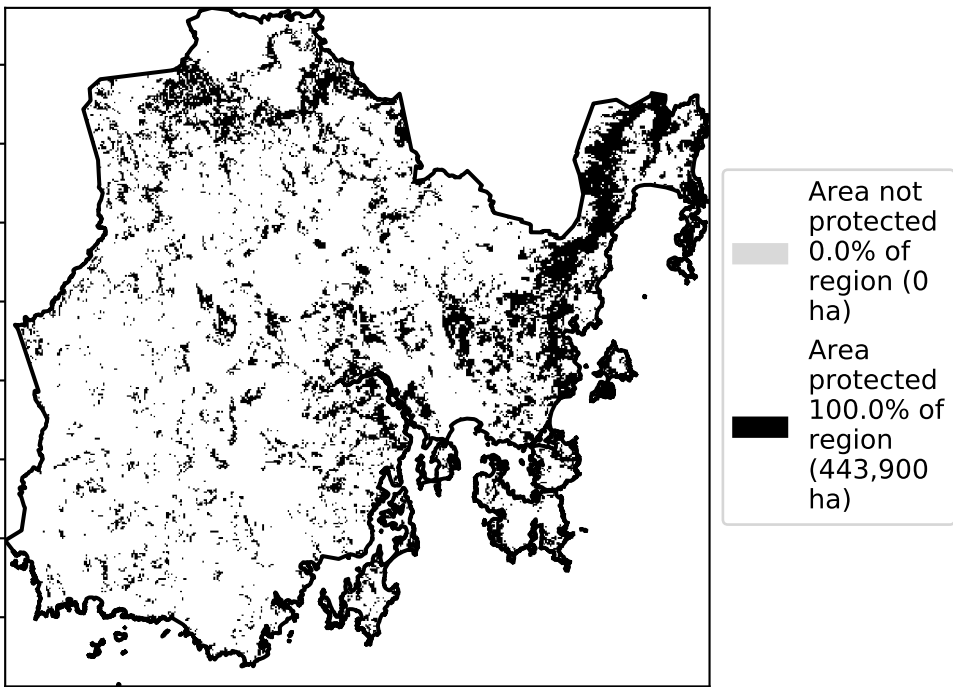 Area not
protected
0.0% of
region (0
ha)
Area
protected
100.0% of
region
(443,900
ha)